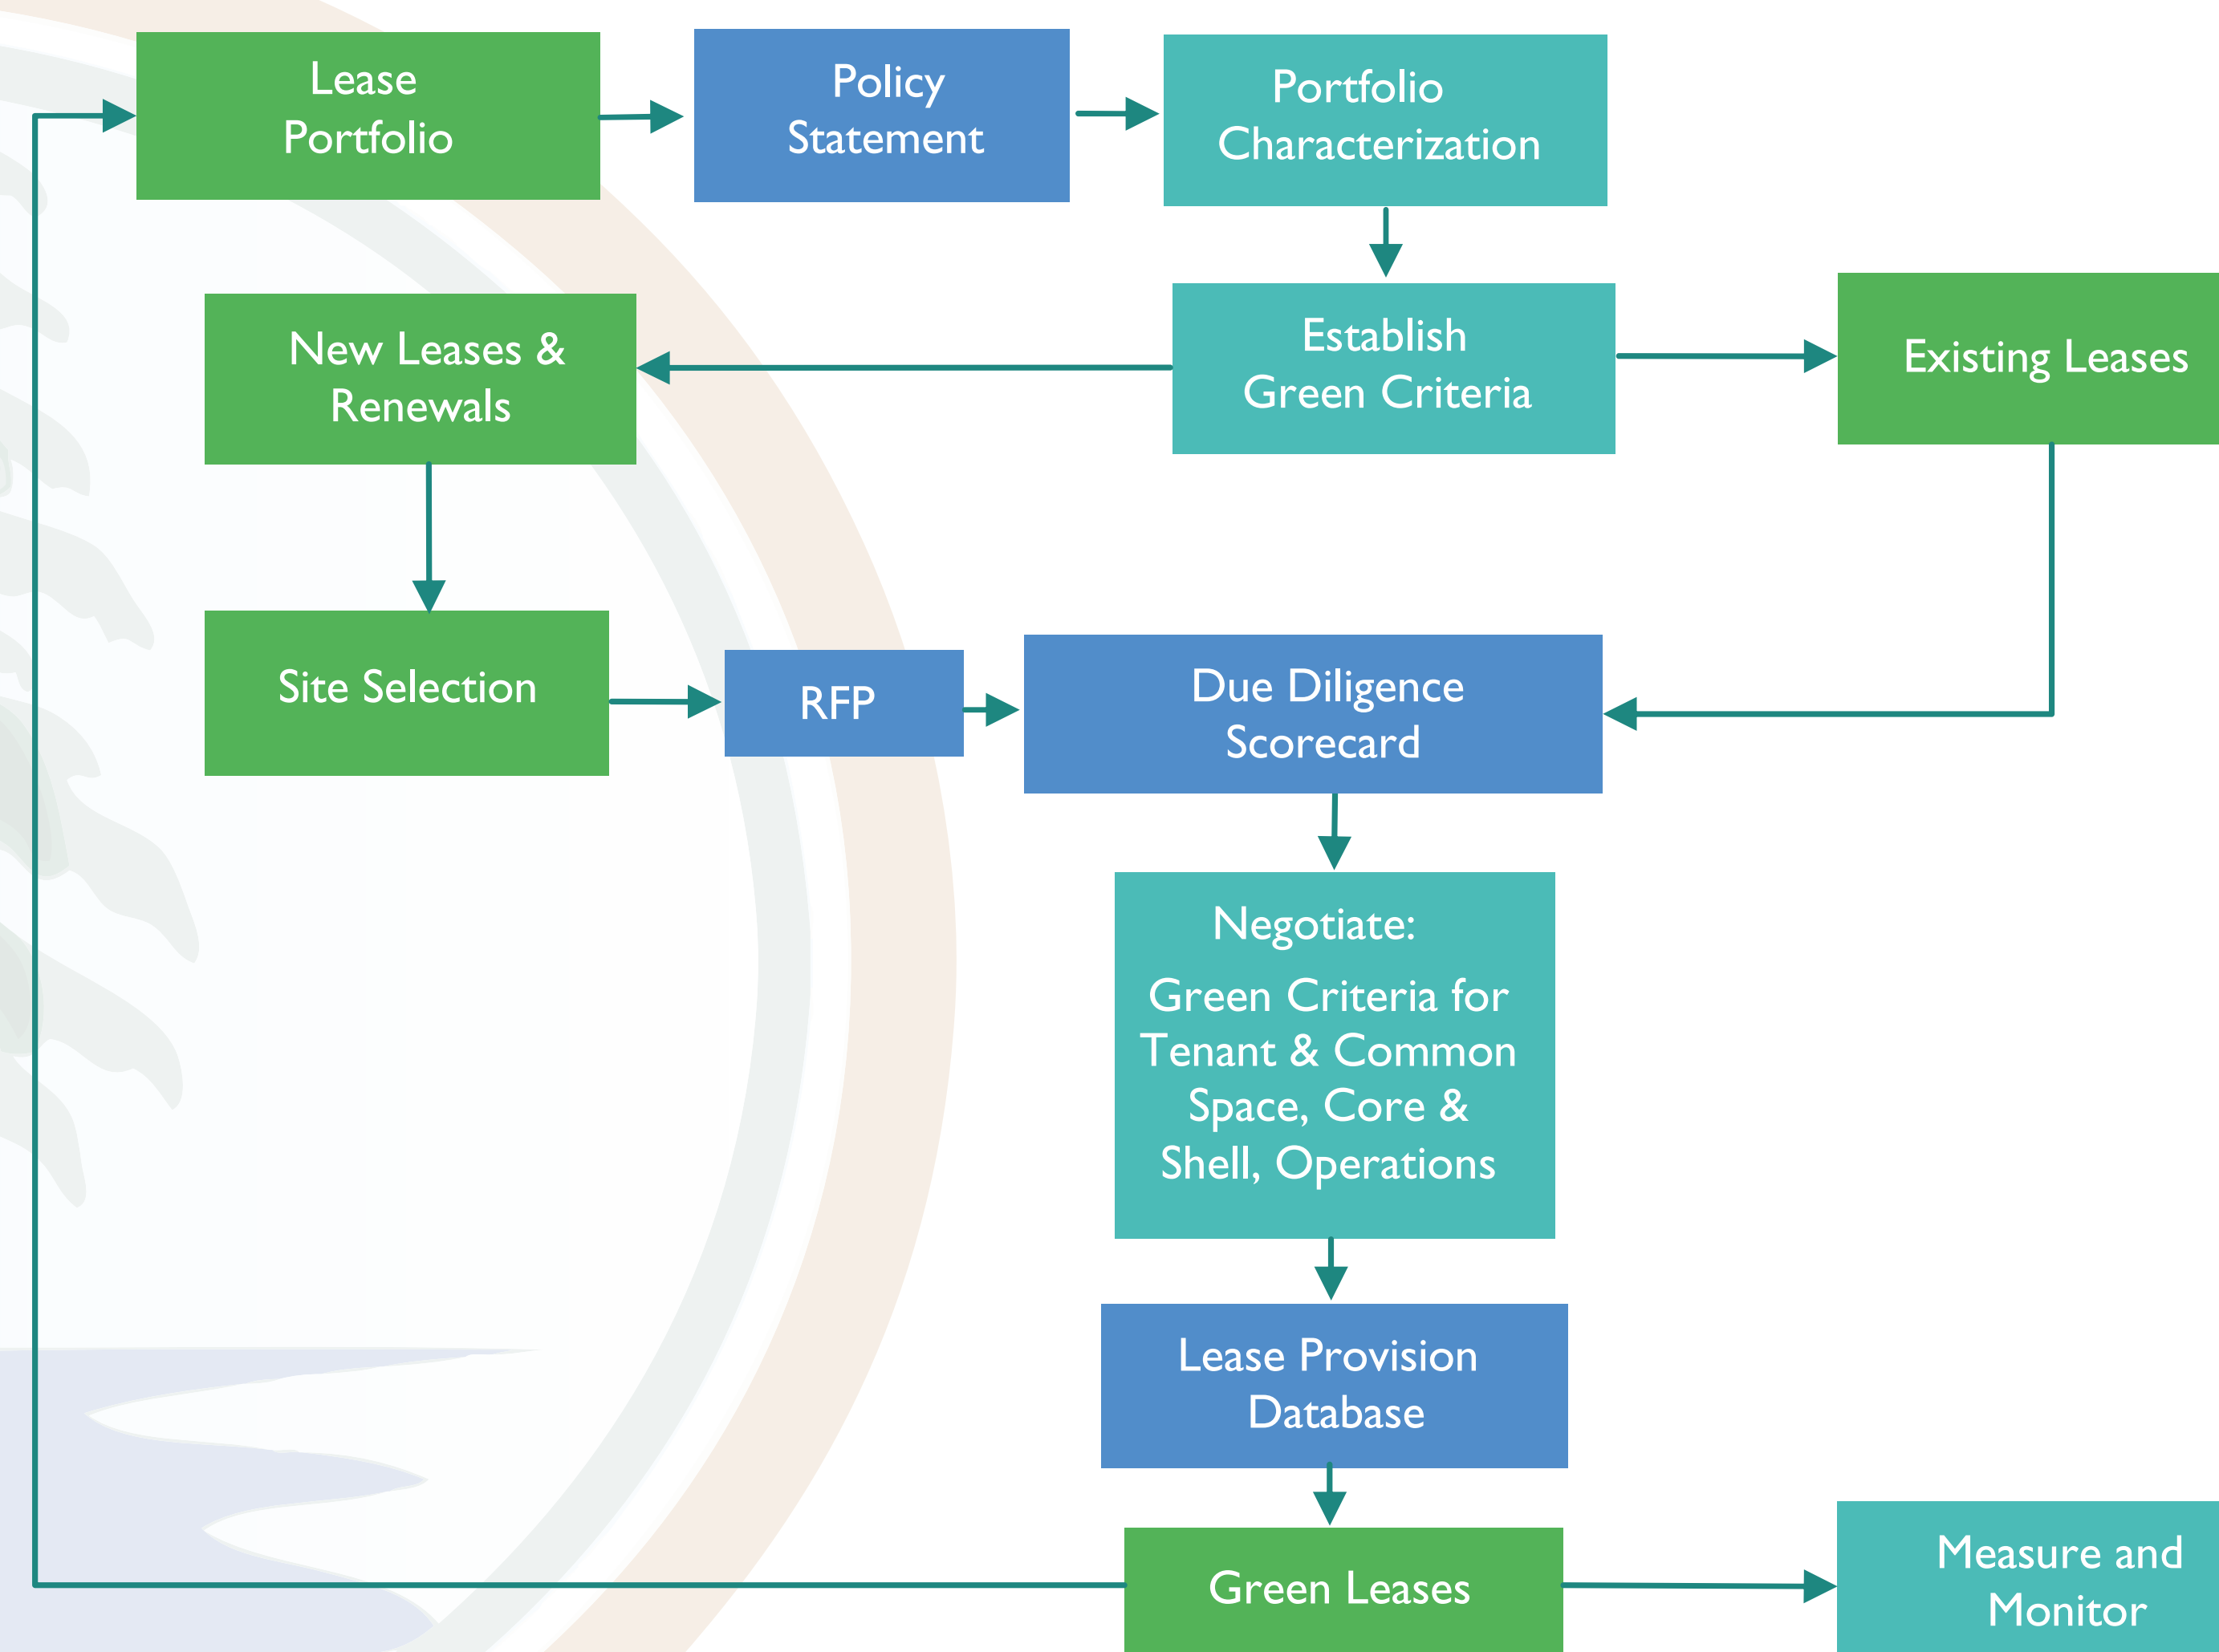 Lease
Portfolio
Policy
Statement
Portfolio
Characterization
New Leases &
Renewals
Establish
Green Criteria
Existing Leases
Site Selection
RFP
Due Diligence
Scorecard
Negotiate:
Green Criteria for
Tenant & Common
Space, Core &
Shell, Operations
Lease Provision
Database
Green Leases
Measure and
Monitor